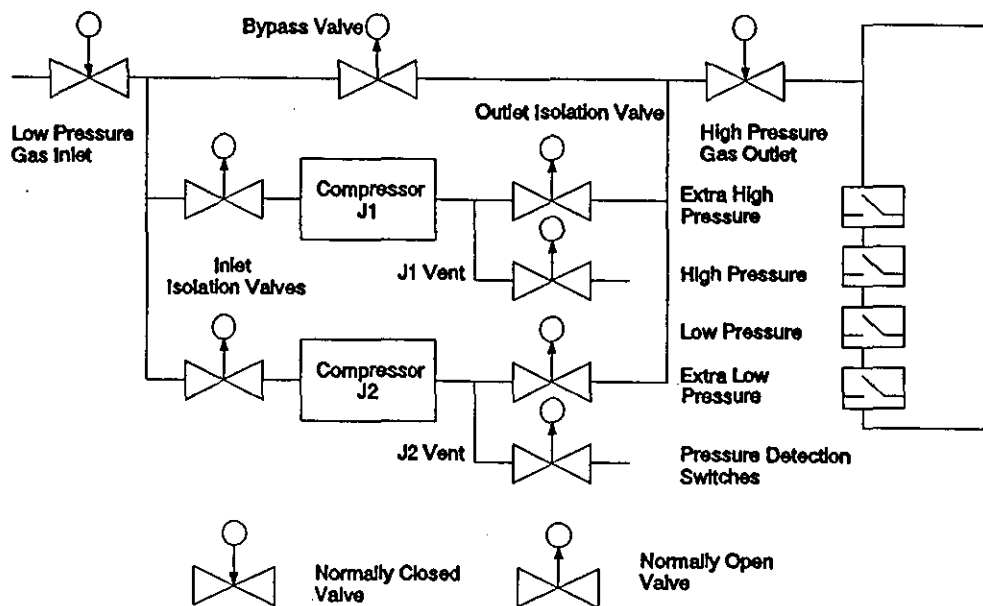 Bypass Valve
Low Pressure
Gas Inlet
Outlet Isolation Valve
High Pressure
Gas Outlet
Compressor
J1
Extra High
Pressure
Inlet
Isolation Valves
J1 Vent
High Pressure
Low Pressure
Compressor
J2
Extra Low
Pressure
J2 Vent
Pressure Detection
Switches
Normally Closed
Valve
Normally Open
Valve